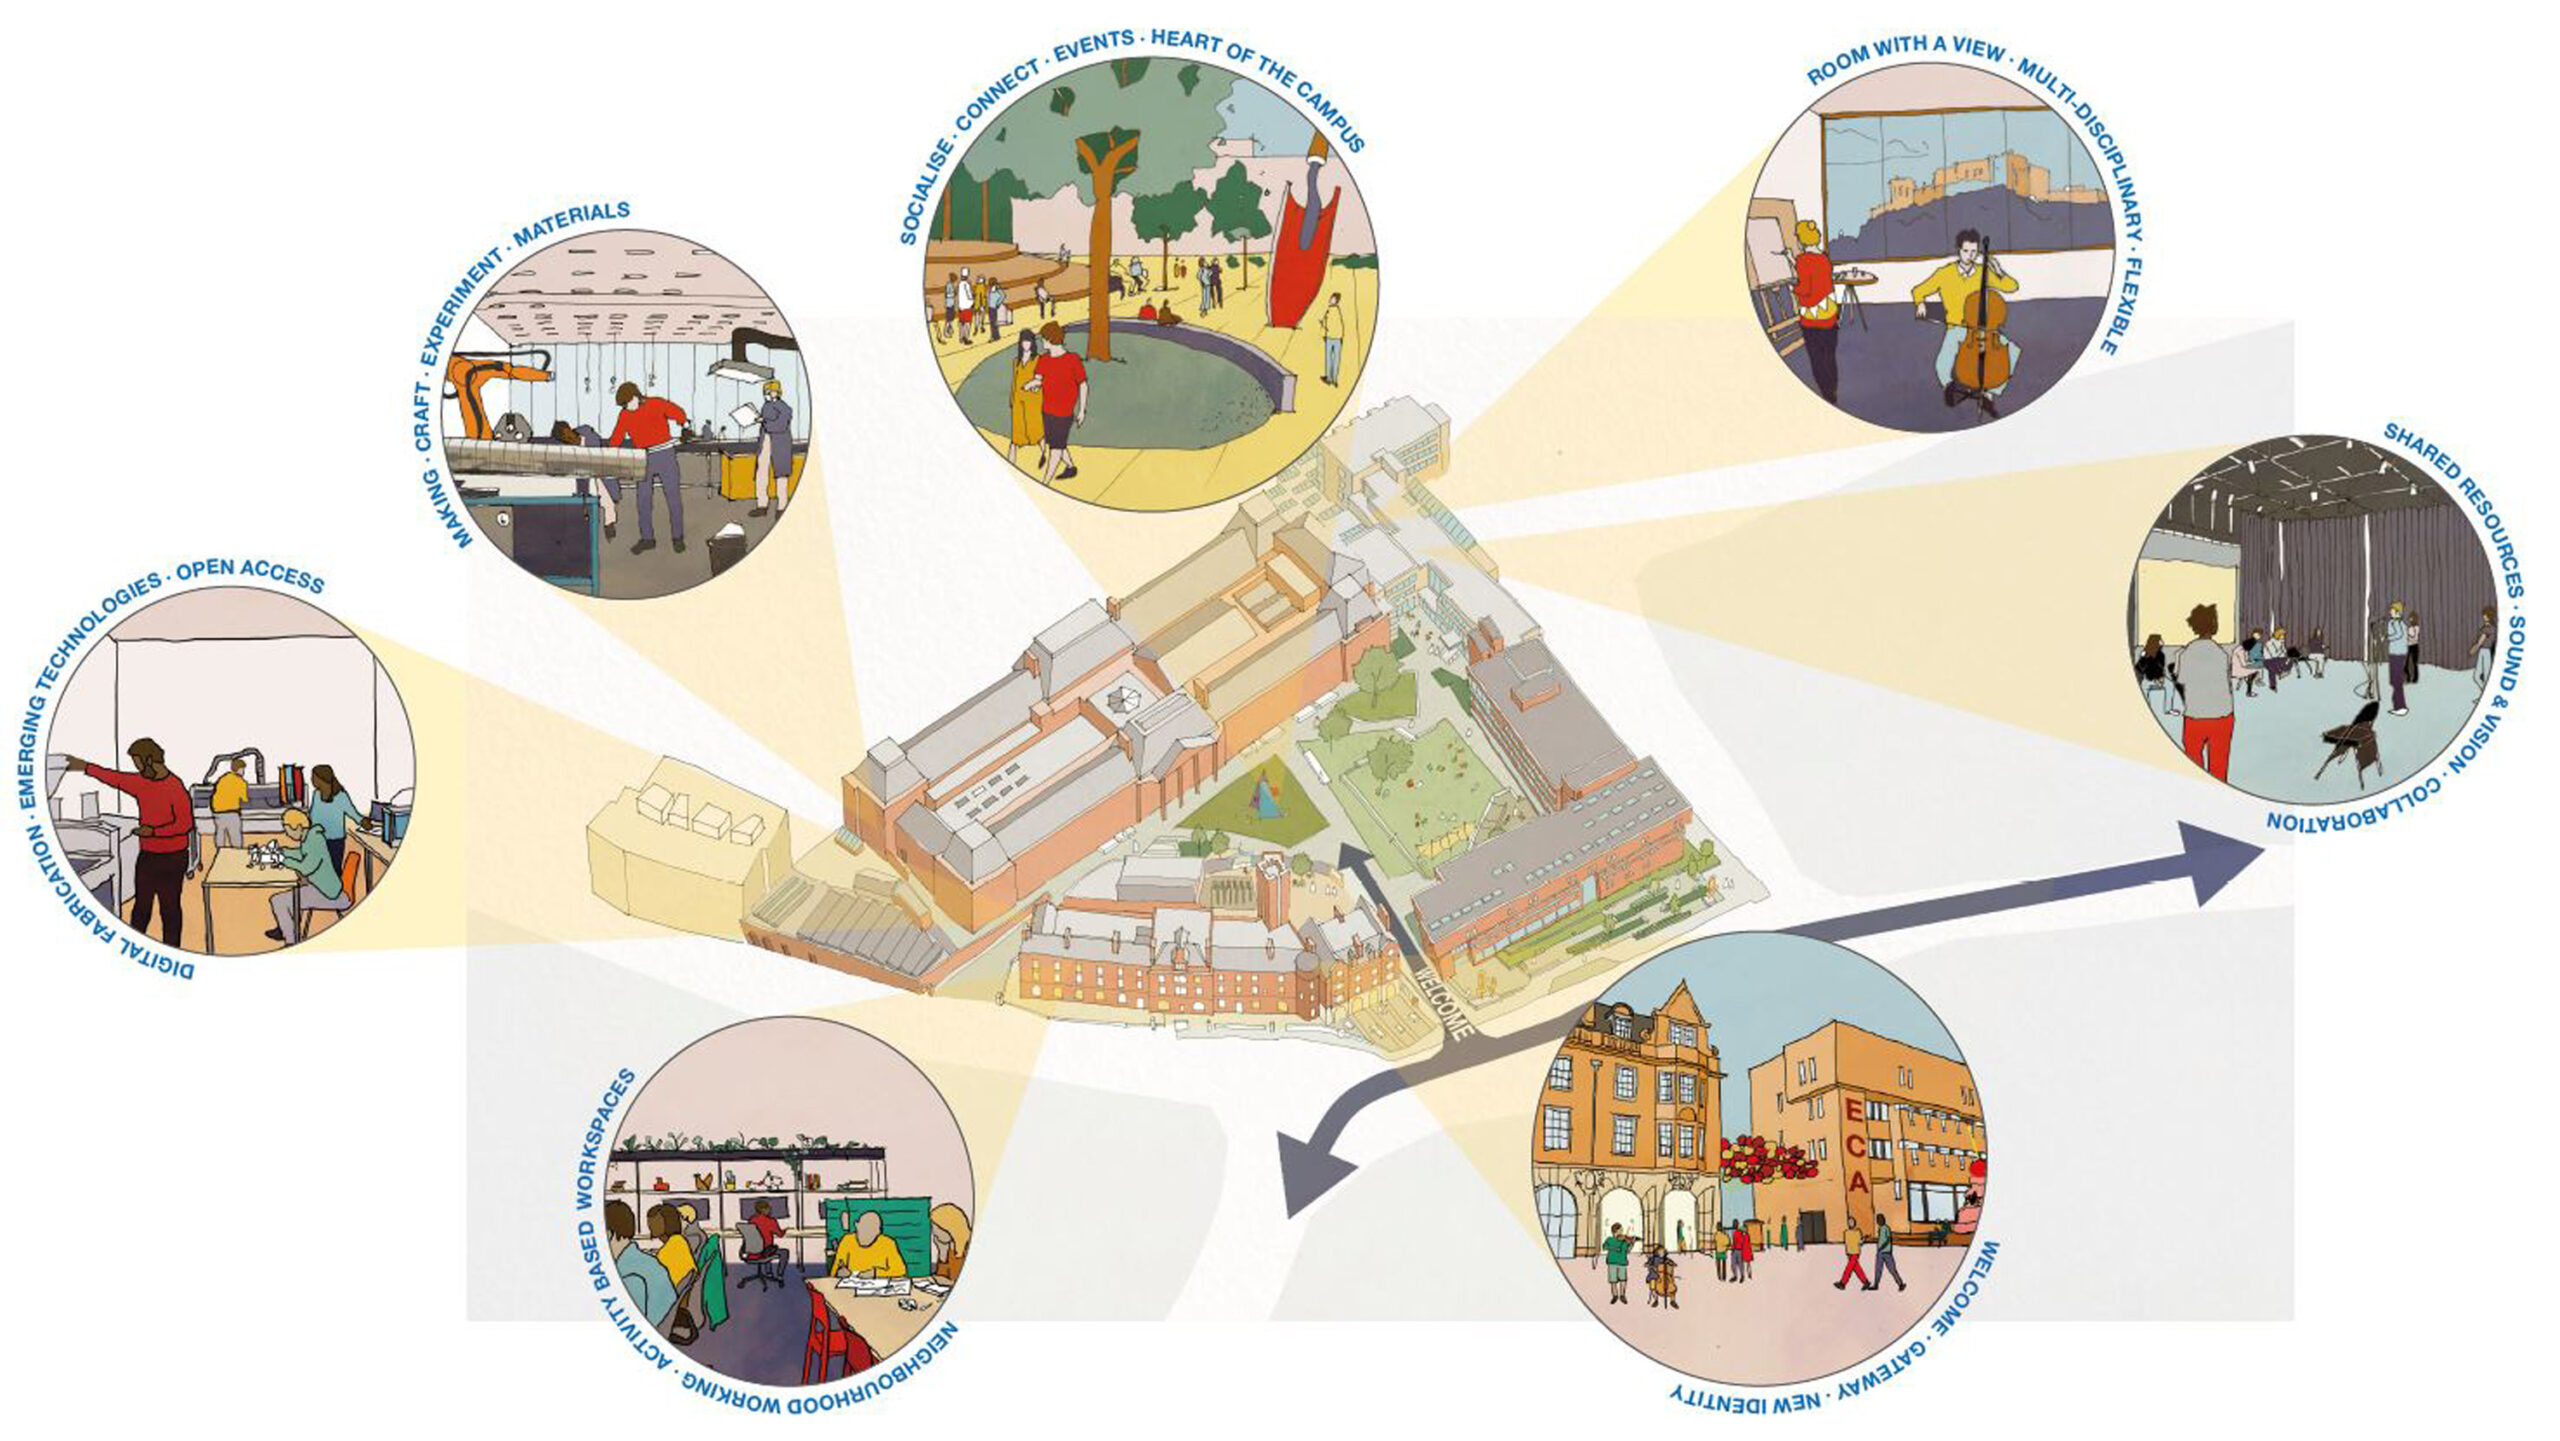 SOCIALISE · CONNECT · EVENTS · HEART OF THE CAMPUS
ROOM WITH A VIEW · MULTI-DISCIPLINARY · FLEXIBLE
MAKING · CRAFT · EXPERIMENT · MATERIALS
SHARED RESOURCES · SOUND & VISION · COLLABORATION
DIGITAL FABRICATION · EMERGING TECHNOLOGIES · OPEN ACCESS
WELCOME
NEIGHBOURHOOD WORKING · ACTIVITY BASED WORKSPACES
ECA
WELCOME · GATEWAY · NEW IDENTITY